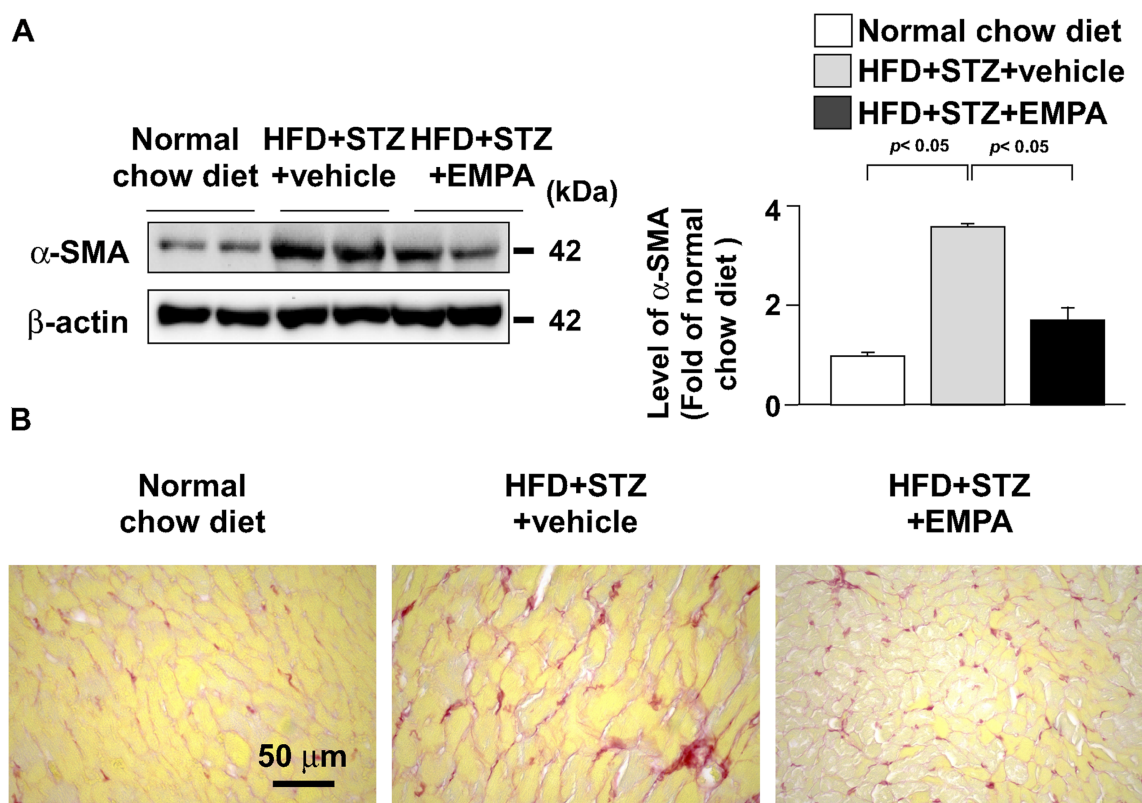 A
Normal
chow diet
HFD+STZ
+vehicle
HFD+STZ
+EMPA
(kDa)
α-SMA
42
β-actin
42
Normal chow diet
HFD+STZ+vehicle
HFD+STZ+EMPA
p< 0.05
p< 0.05
Level of α-SMA
(Fold of normal
chow diet )
4
2
0
B
Normal
chow diet
HFD+STZ
+vehicle
HFD+STZ
+EMPA
50 μm